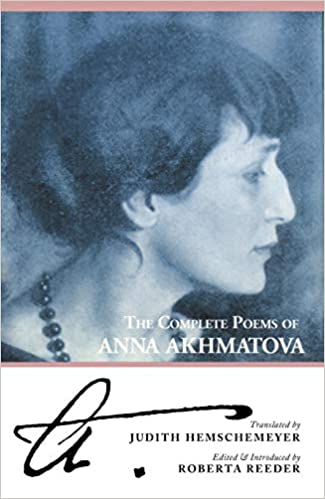 THE COMPLETE POEMS OF
ANNA AKHMATOVA
a.
Translated by
JUDITH HEMSCHEMEYER
Edited & Introduced by
ROBERTA REEDER